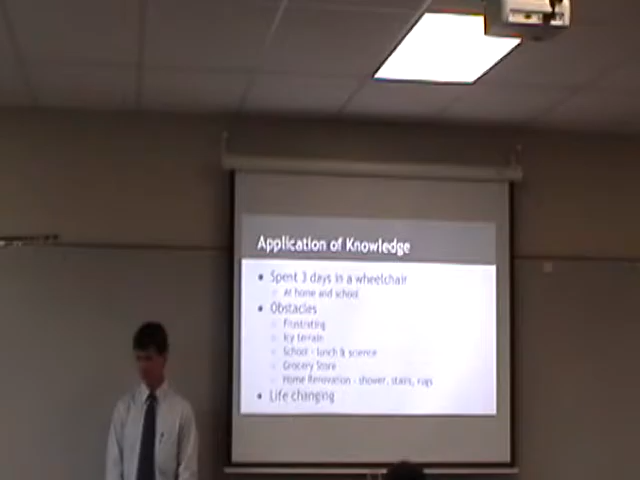 Application of Knowledge
• Spent 3 days in a wheelchair
At home and school
• Obstacles
Frustrating
Icy terrain
School - lunch & science
Grocery Store
Home Renovation - shower, stairs, rugs
• Life changing